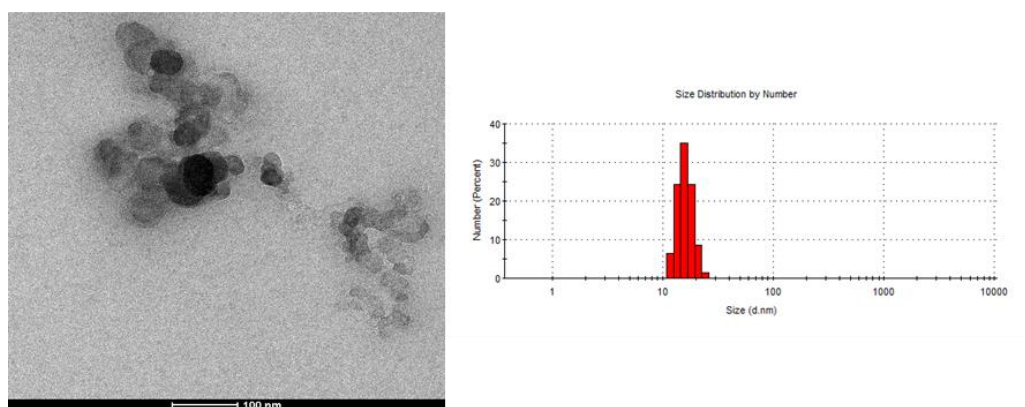 100 nm
Size Distribution by Number
Number (Percent)
40
30
20
10
0
1 10 100 1000 10000
Size (d.nm)